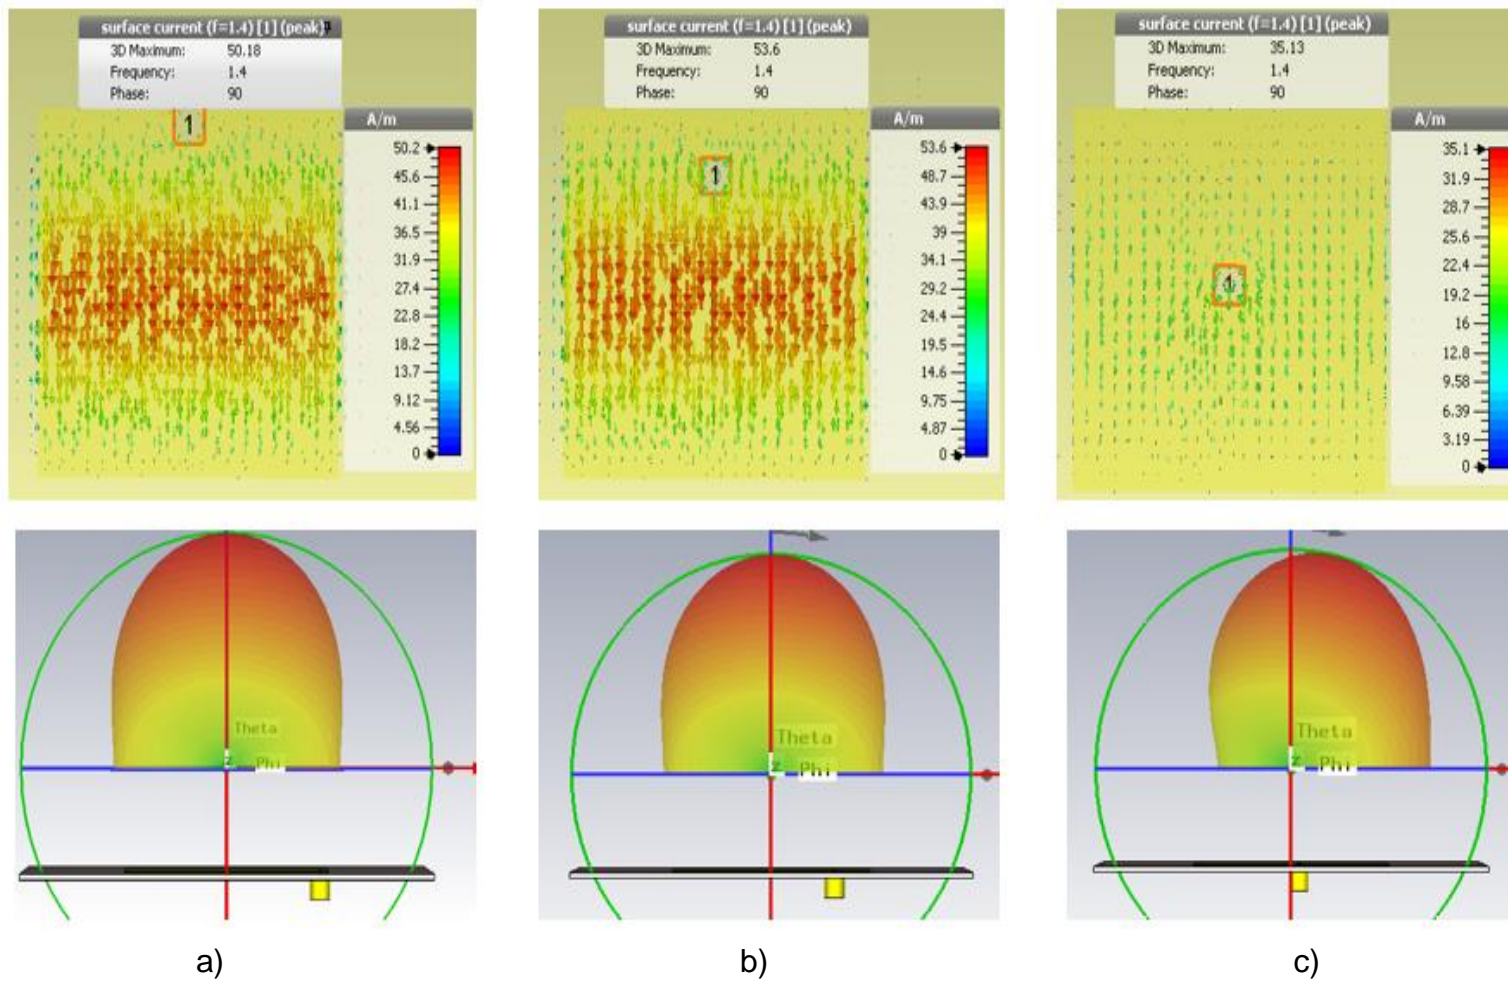 surface current (f=1.4) [1] (peak)
3D Maximum: 50.18
Frequency: 1.4
Phase: 90
1
A/m
50.2
45.6
41.1
36.5
31.9
27.4
22.8
18.2
13.7
9.12
4.56
0
surface current (f=1.4) [1] (peak)
3D Maximum: 53.6
Frequency: 1.4
Phase: 90
1
A/m
53.6
48.7
43.9
39
34.1
29.2
24.4
19.5
14.6
9.75
4.87
0
surface current (f=1.4) [1] (peak)
3D Maximum: 35.13
Frequency: 1.4
Phase: 90
1
A/m
35.1
31.9
28.7
25.6
22.4
19.2
16
12.8
9.58
6.39
3.19
0
Theta
z Phi
Theta
z Phi
Theta
z Phi
a)
b)
c)